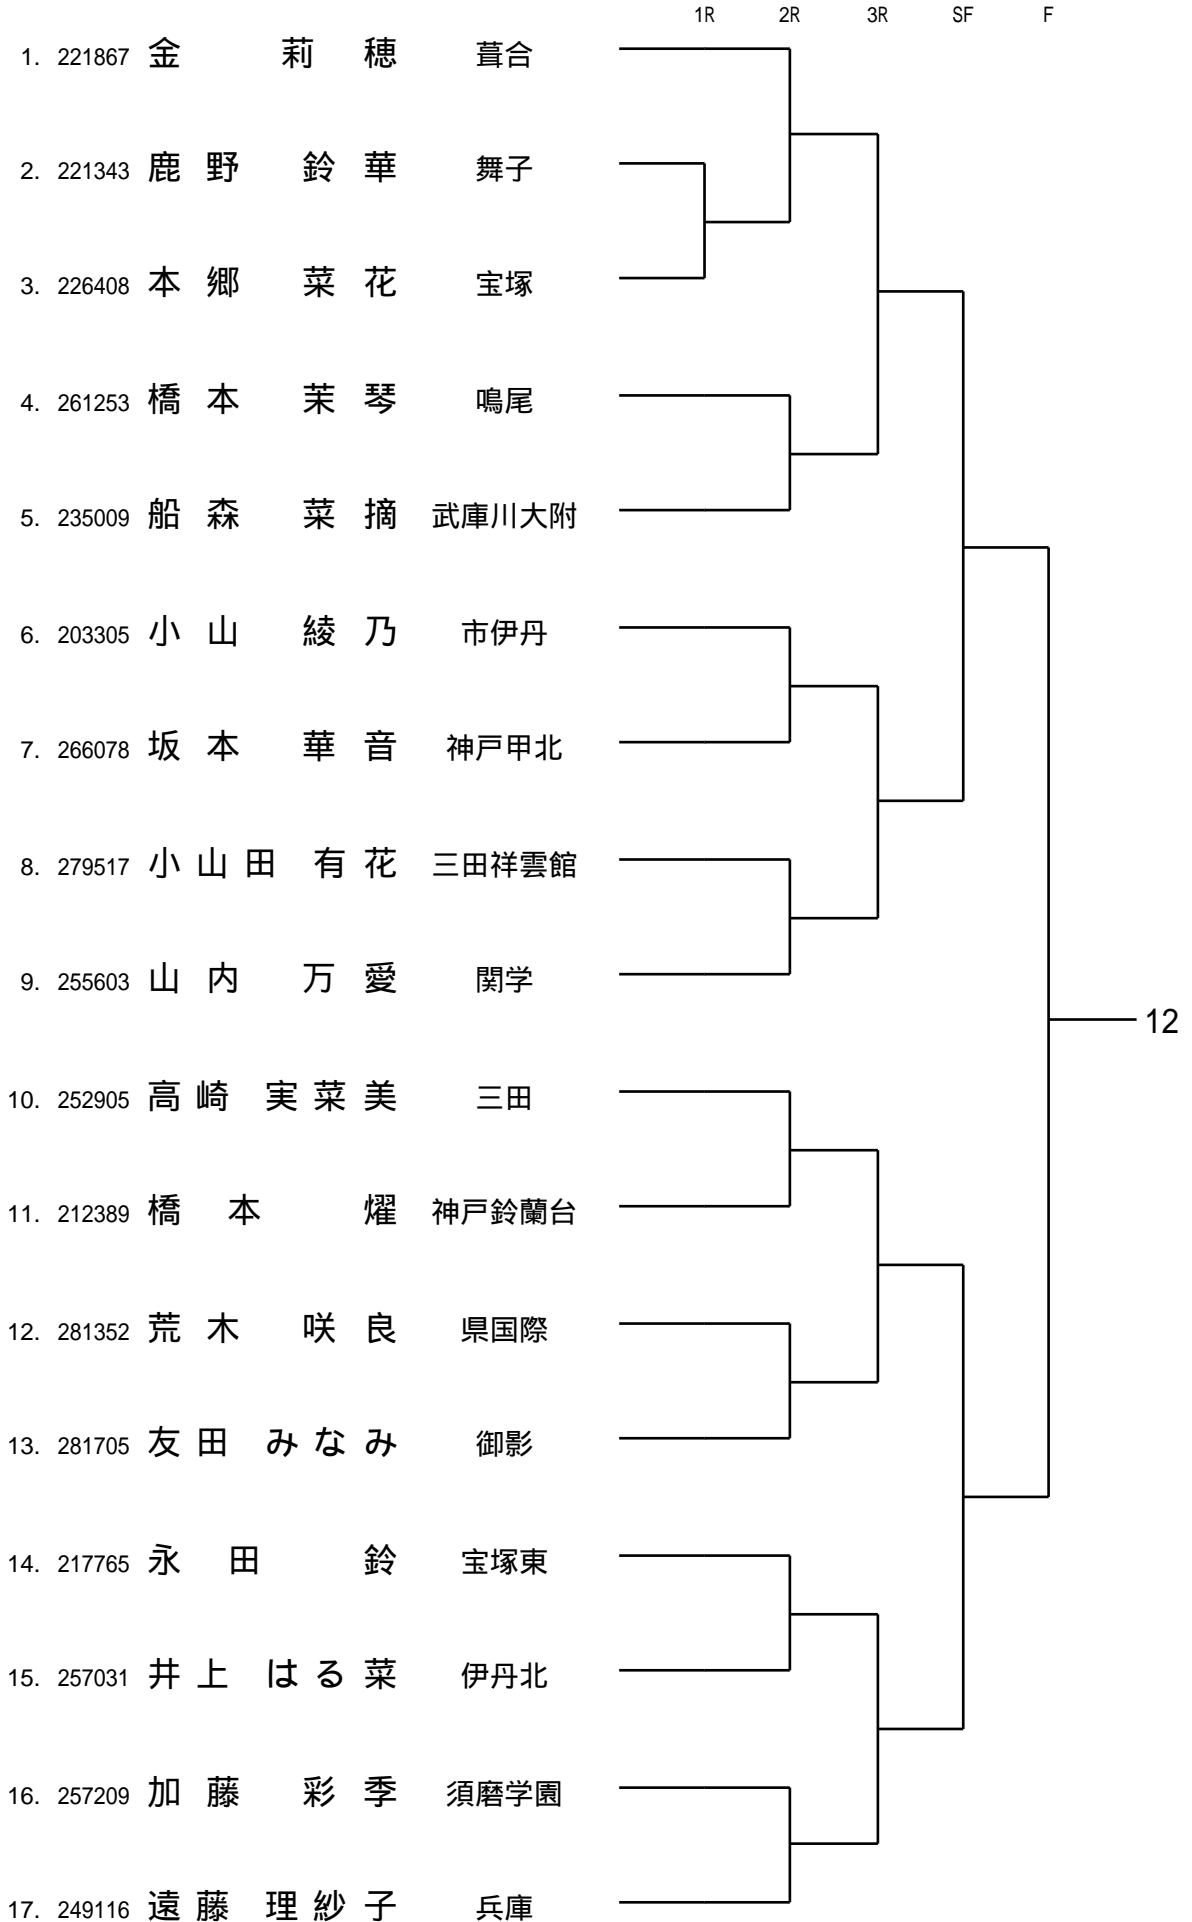 1R 2R 3R SF F
1. 221867 金 莉 穂 葺合
2. 221343 鹿 野 鈴 華 舞子
3. 226408 本 郷 菜 花 宝塚
4. 261253 橋 本 茉 琴 鳴尾
5. 235009 船 森 菜 摘 武庫川大附
6. 203305 小 山 綾 乃 市伊丹
7. 266078 坂 本 華 音 神戸甲北
8. 279517 小 山 田 有 花 三田祥雲館
9. 255603 山 内 万 愛 関学
12
10. 252905 高 崎 実 菜 美 三田
11. 212389 橋 本 燿 神戸鈴蘭台
12. 281352 荒 木 咲 良 県国際
13. 281705 友 田 み な み 御影
14. 217765 永 田 鈴 宝塚東
15. 257031 井 上 は る 菜 伊丹北
16. 257209 加 藤 彩 季 須磨学園
17. 249116 遠 藤 理 紗 子 兵庫